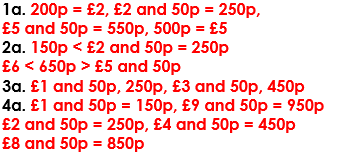 1a. 200p = £2, £2 and 50p = 250p,
£5 and 50p = 550p, 500p = £5
2a. 150p < £2 and 50p = 250p
£6 < 650p > £5 and 50p
3a. £1 and 50p, 250p, £3 and 50p, 450p
4a. £1 and 50p = 150p, £9 and 50p = 950p
£2 and 50p = 250p, £4 and 50p = 450p
£8 and 50p = 850p